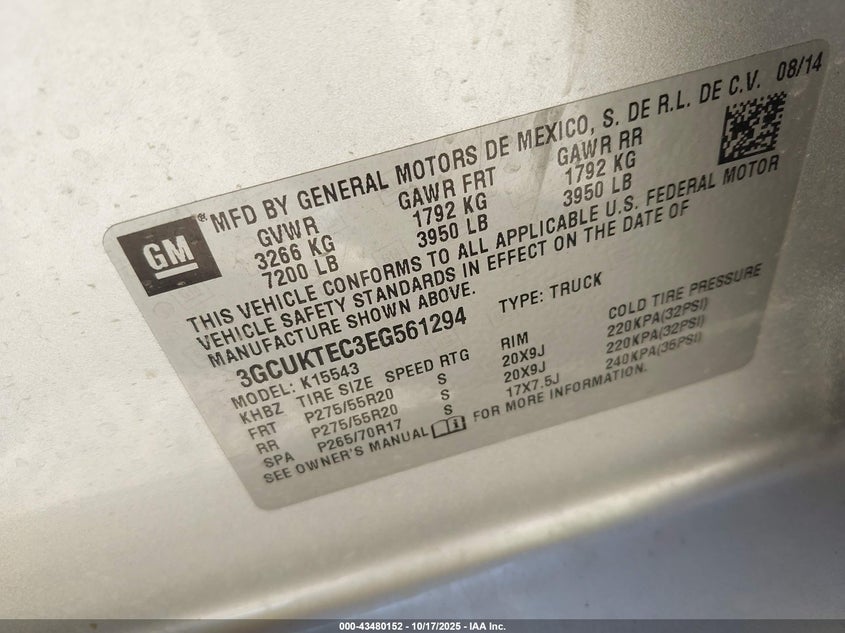 GM
® MFD BY GENERAL MOTORS DE MEXICO, S. DE R.L. DE C.V. 08/14
GVWR GAWR FRT GAWR RR
3266 KG 1792 KG 1792 KG
7200 LB 3950 LB 3950 LB
THIS VEHICLE CONFORMS TO ALL APPLICABLE U.S. FEDERAL MOTOR
VEHICLE SAFETY STANDARDS IN EFFECT ON THE DATE OF
MANUFACTURE SHOWN ABOVE.
3GCUKTEC3EG561294 TYPE: TRUCK
MODEL: K15543
KHBZ TIRE SIZE SPEED RTG RIM COLD TIRE PRESSURE
FRT P275/55R20 S 20X9J 220KPA(32PSI)
RR P275/55R20 S 20X9J 220KPA(32PSI)
SPA P265/70R17 S 17X7.5J 240KPA(35PSI)
SEE OWNER'S MANUAL FOR MORE INFORMATION.
000-43480152 - 10/17/2025 - IAA Inc.